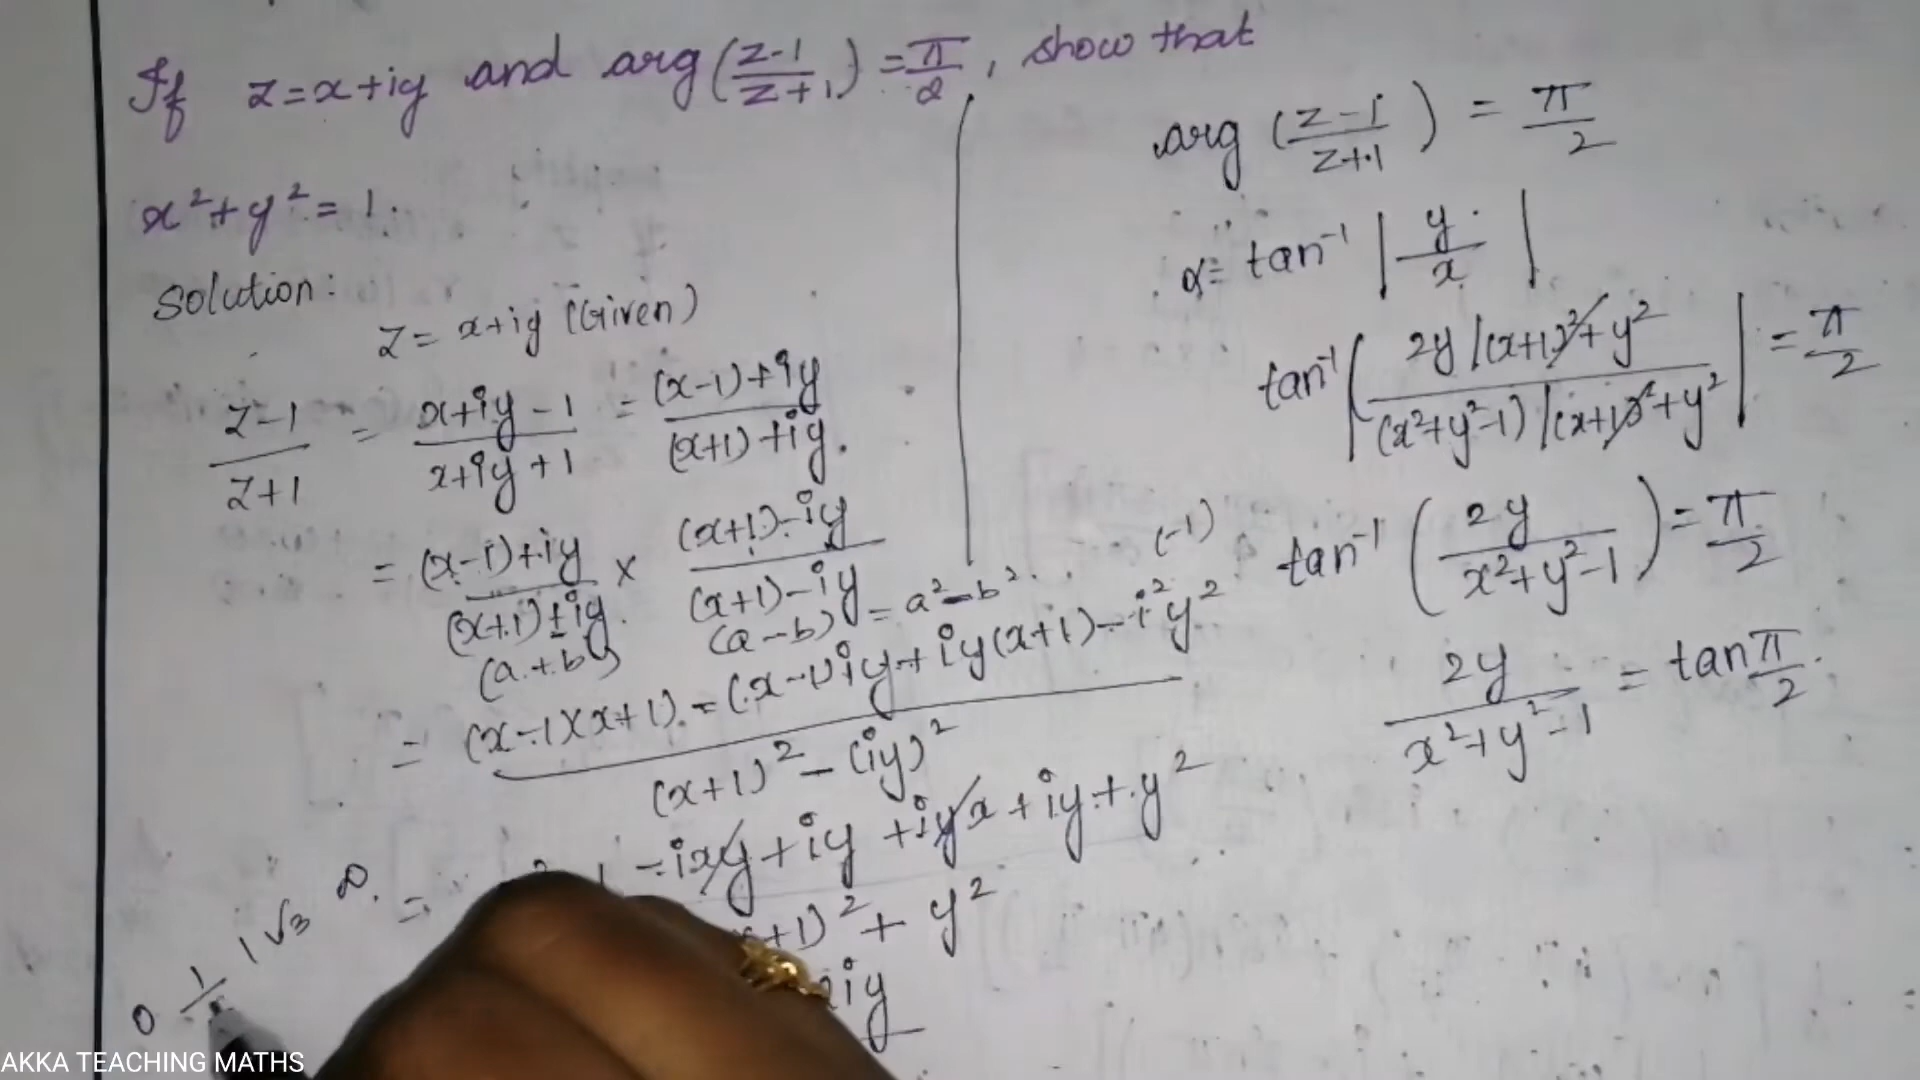 If z=x+iy and arg(z-1/z+1)=π/2, show that
x²+y²=1.
Solution:
z= x+iy (Given)
z-1/z+1 = x+iy-1/x+iy+1 = (x-1)+iy/(x+1)+iy.
= (x-1)+iy/(x+1)+iy. × (x+1)-iy/(x+1)-iy
(a+b) (a-b) = a²-b²
(-1)
= (x-1)(x+1) - (x-1)iy + iy(x+1) - i²y²
(x+1)² - (iy)²
- ixy + iy + iyx + iy + y²
+1)² + y²
iy
0 1 1 √3 ∞
arg (z-1/z+1) = π/2
α= tan⁻¹ |y/x|
tan⁻¹ |2y/(x+1)²+y² / (x²+y²-1)/(x+1)²+y²| = π/2
tan⁻¹ (2y/x²+y²-1) = π/2
2y/x²+y²-1 = tan π/2.
AKKA TEACHING MATHS